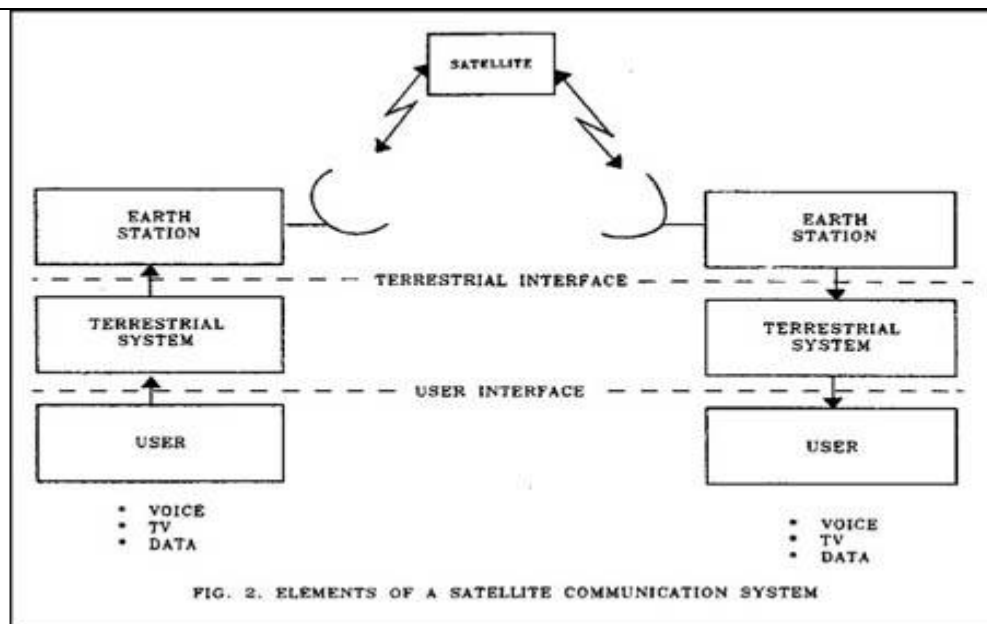 SATELLITE
EARTH
STATION
EARTH
STATION
TERRESTRIAL INTERFACE
TERRESTRIAL
SYSTEM
TERRESTRIAL
SYSTEM
USER INTERFACE
USER
USER
• VOICE
• TV
• DATA
• VOICE
• TV
• DATA
FIG. 2. ELEMENTS OF A SATELLITE COMMUNICATION SYSTEM